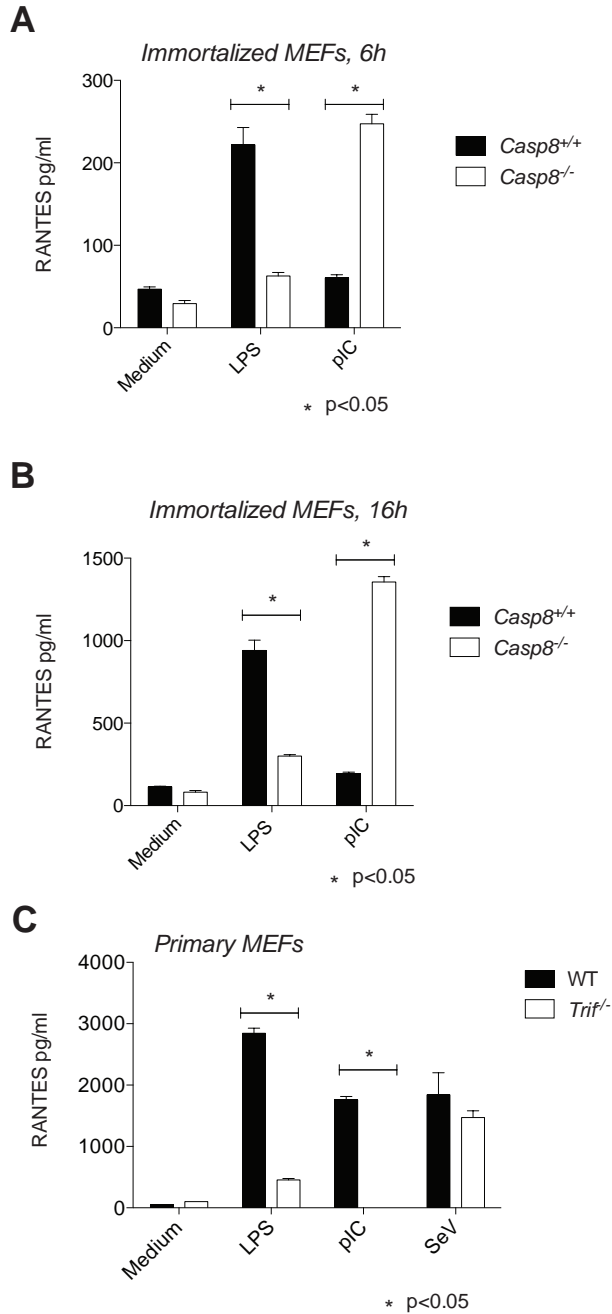 A
Immortalized MEFs, 6h
300
200
100
0
RANTES pg/ml
* *
Casp8+/+
Casp8-/-
Medium LPS pIC
* p<0.05
B
Immortalized MEFs, 16h
1500
1000
500
0
RANTES pg/ml
* *
Casp8+/+
Casp8-/-
Medium LPS pIC
* p<0.05
C
Primary MEFs
4000
3000
2000
1000
0
RANTES pg/ml
* *
WT
Trif-/-
Medium LPS pIC SeV
* p<0.05